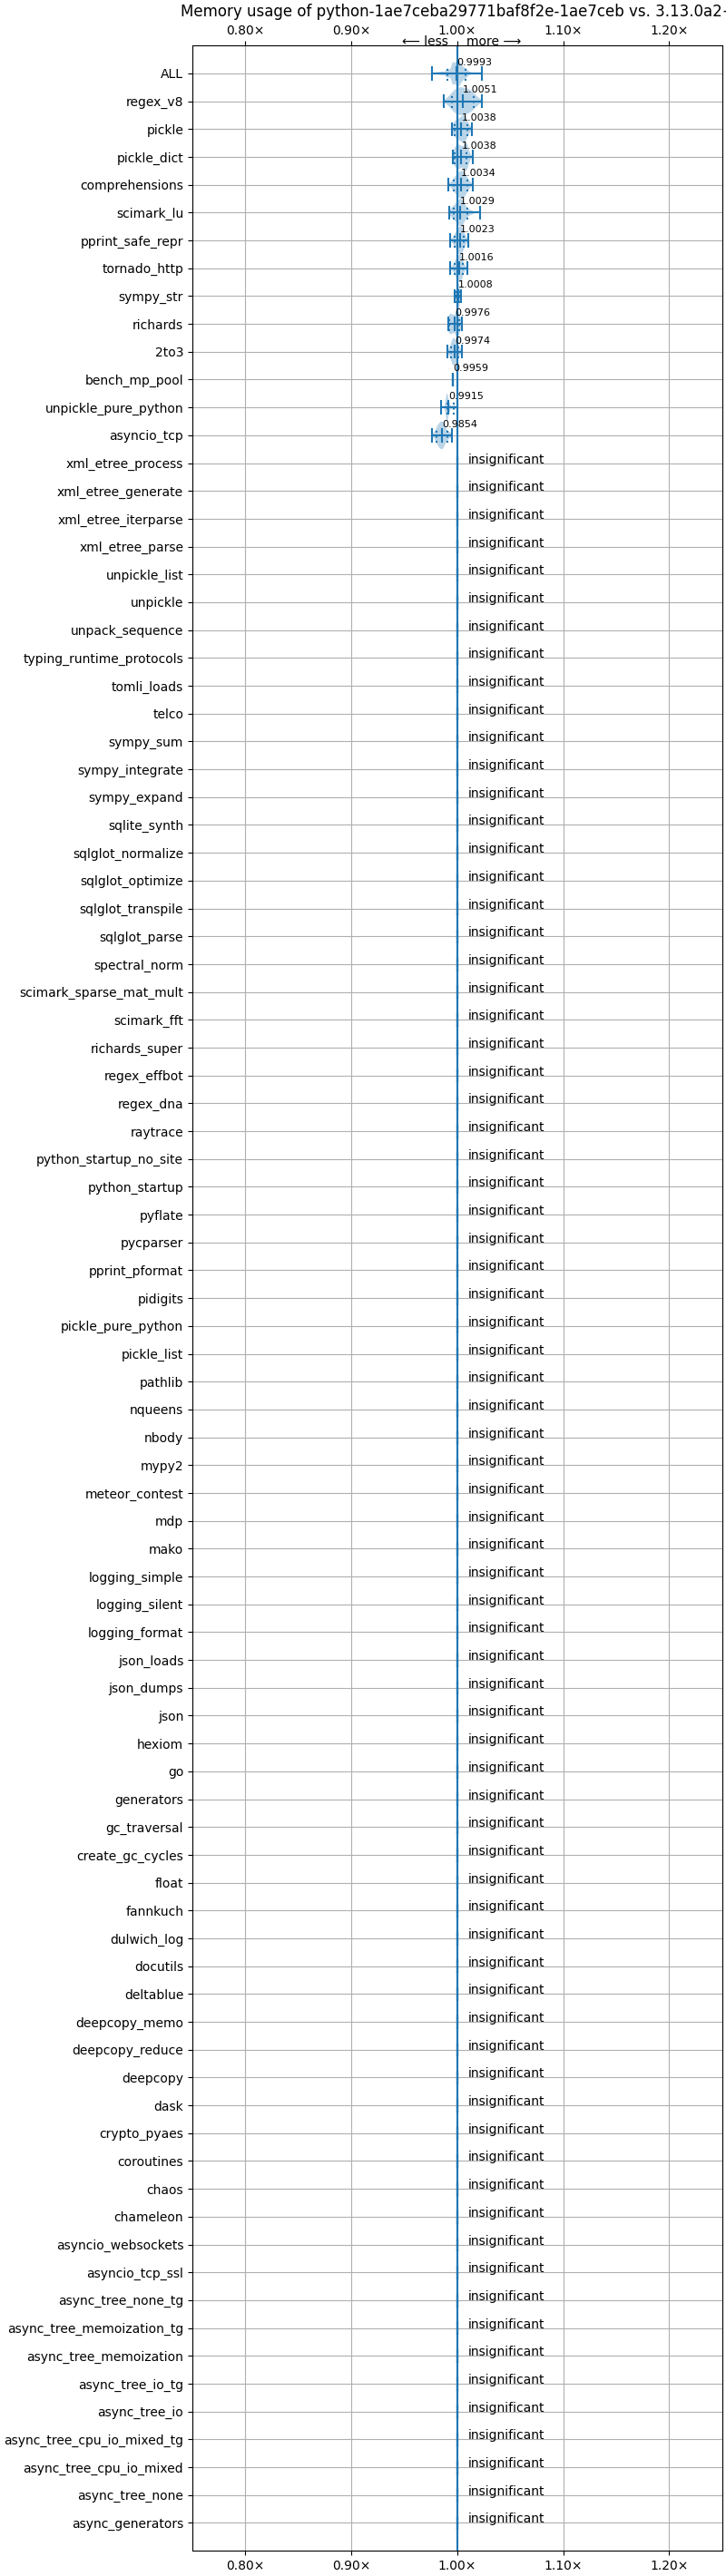 Memory usage of python-1ae7ceba29771baf8f2e-1ae7ceb vs. 3.13.0a2-
0.80× 0.90× 1.00× 1.10× 1.20×
⟵ less more ⟶
ALL 0.9993
regex_v8 1.0051
pickle 1.0038
pickle_dict 1.0038
comprehensions 1.0034
scimark_lu 1.0029
pprint_safe_repr 1.0023
tornado_http 1.0016
sympy_str 1.0008
richards 0.9976
2to3 0.9974
bench_mp_pool 0.9959
unpickle_pure_python 0.9915
asyncio_tcp 0.9854
xml_etree_process insignificant
xml_etree_generate insignificant
xml_etree_iterparse insignificant
xml_etree_parse insignificant
unpickle_list insignificant
unpickle insignificant
unpack_sequence insignificant
typing_runtime_protocols insignificant
tomli_loads insignificant
telco insignificant
sympy_sum insignificant
sympy_integrate insignificant
sympy_expand insignificant
sqlite_synth insignificant
sqlglot_normalize insignificant
sqlglot_optimize insignificant
sqlglot_transpile insignificant
sqlglot_parse insignificant
spectral_norm insignificant
scimark_sparse_mat_mult insignificant
scimark_fft insignificant
richards_super insignificant
regex_effbot insignificant
regex_dna insignificant
raytrace insignificant
python_startup_no_site insignificant
python_startup insignificant
pyflate insignificant
pycparser insignificant
pprint_pformat insignificant
pidigits insignificant
pickle_pure_python insignificant
pickle_list insignificant
pathlib insignificant
nqueens insignificant
nbody insignificant
mypy2 insignificant
meteor_contest insignificant
mdp insignificant
mako insignificant
logging_simple insignificant
logging_silent insignificant
logging_format insignificant
json_loads insignificant
json_dumps insignificant
json insignificant
hexiom insignificant
go insignificant
generators insignificant
gc_traversal insignificant
create_gc_cycles insignificant
float insignificant
fannkuch insignificant
dulwich_log insignificant
docutils insignificant
deltablue insignificant
deepcopy_memo insignificant
deepcopy_reduce insignificant
deepcopy insignificant
dask insignificant
crypto_pyaes insignificant
coroutines insignificant
chaos insignificant
chameleon insignificant
asyncio_websockets insignificant
asyncio_tcp_ssl insignificant
async_tree_none_tg insignificant
async_tree_memoization_tg insignificant
async_tree_memoization insignificant
async_tree_io_tg insignificant
async_tree_io insignificant
async_tree_cpu_io_mixed_tg insignificant
async_tree_cpu_io_mixed insignificant
async_tree_none insignificant
async_generators insignificant
0.80× 0.90× 1.00× 1.10× 1.20×